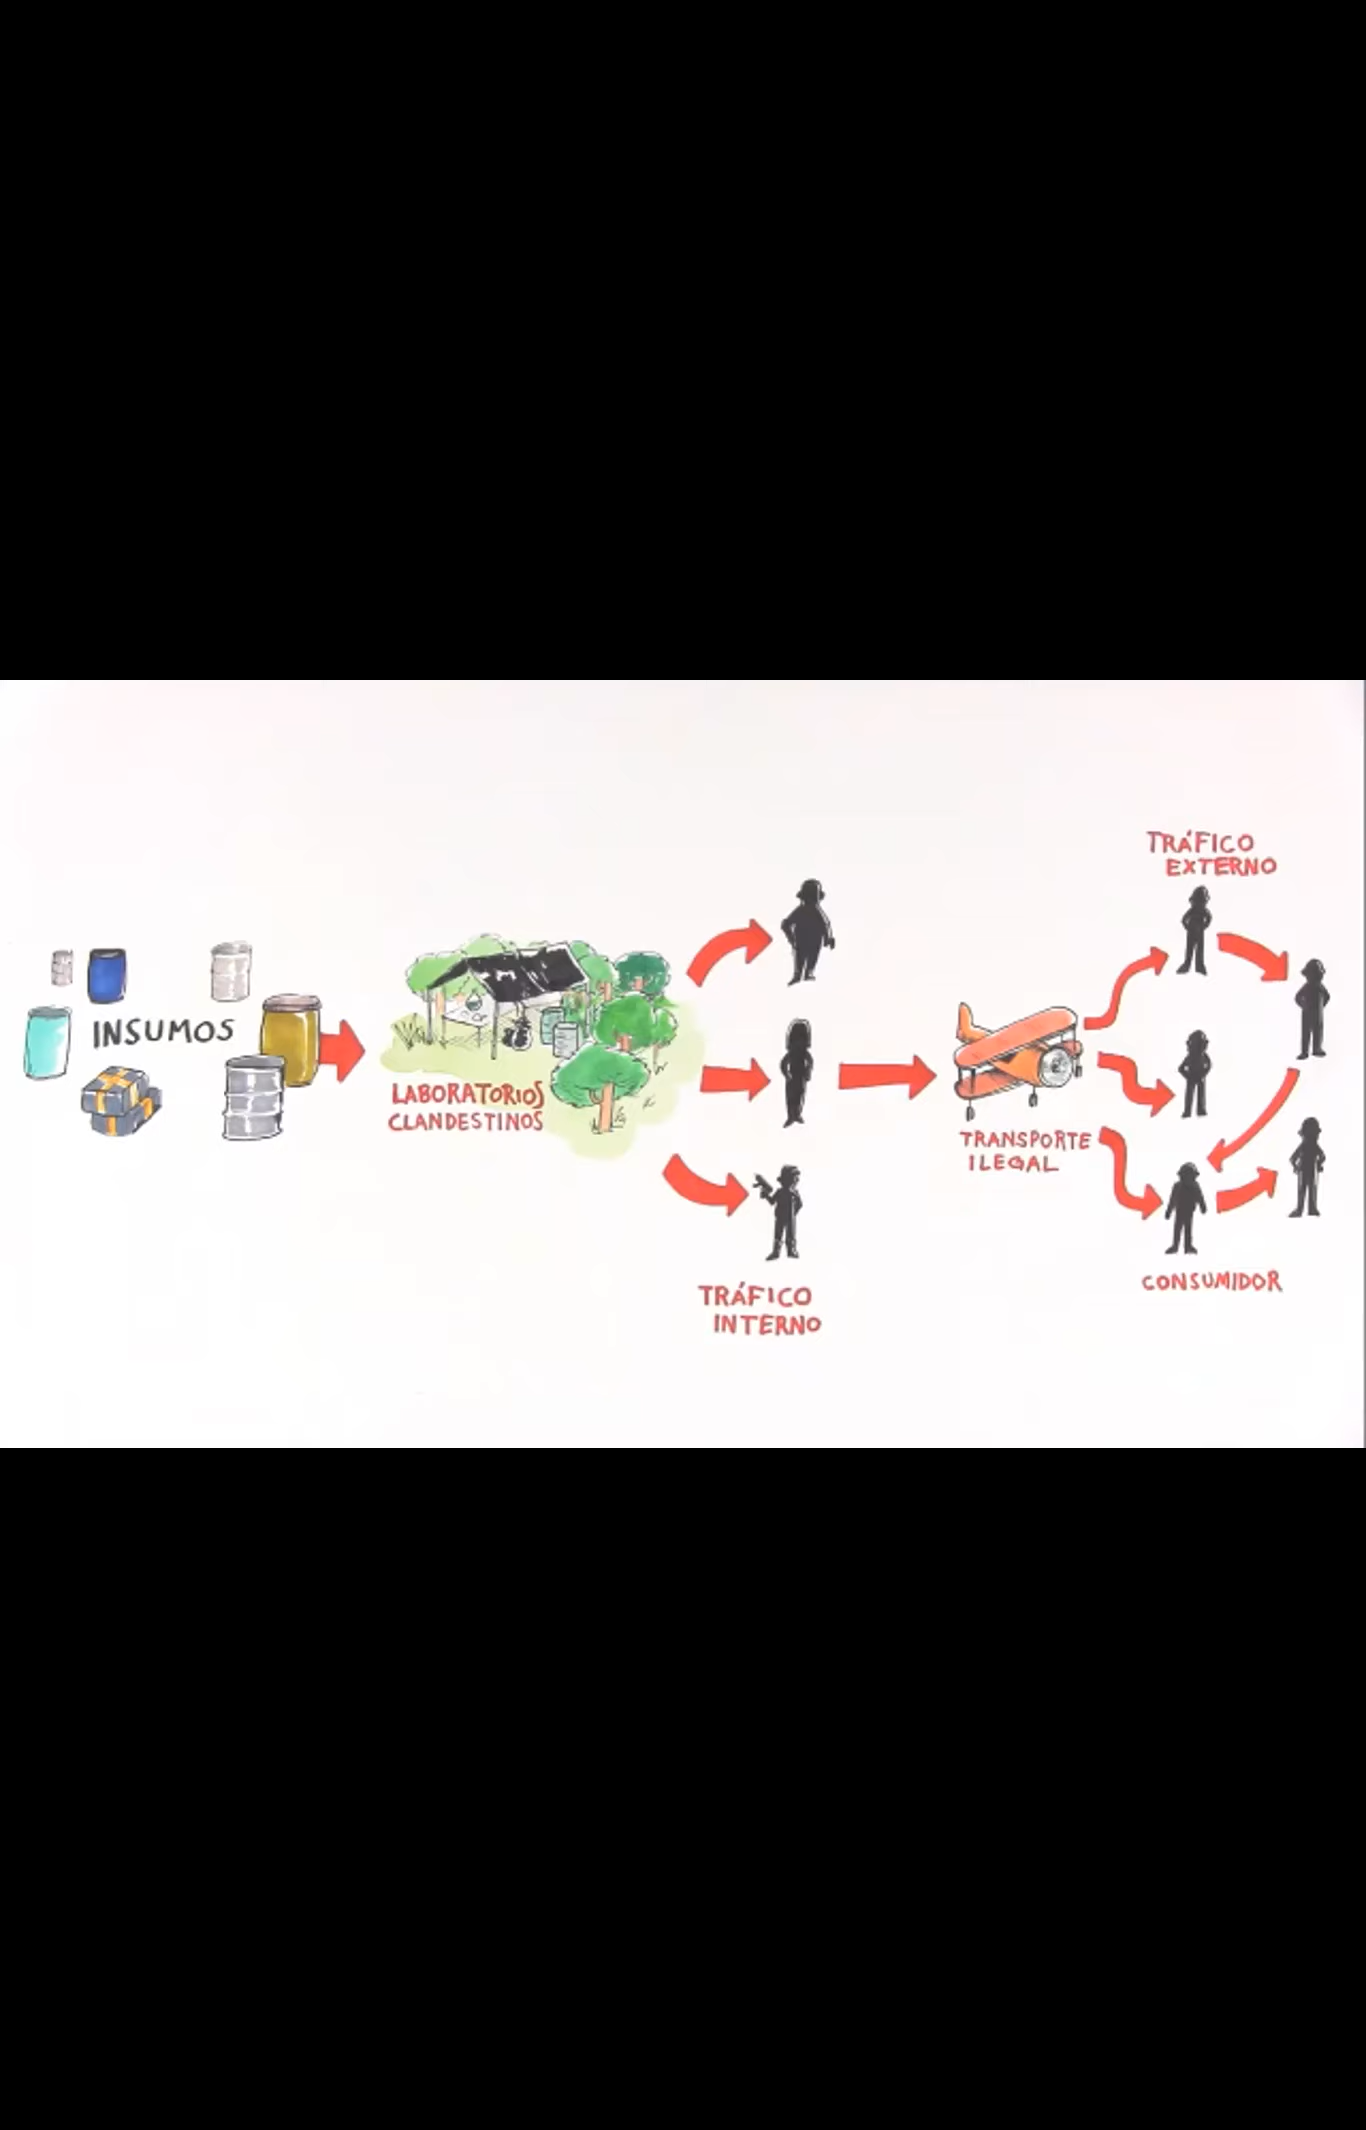 INSUMOS
LABORATORIOS
CLANDESTINOS
TRÁFICO
INTERNO
TRANSPORTE
ILEGAL
TRÁFICO
EXTERNO
CONSUMIDOR